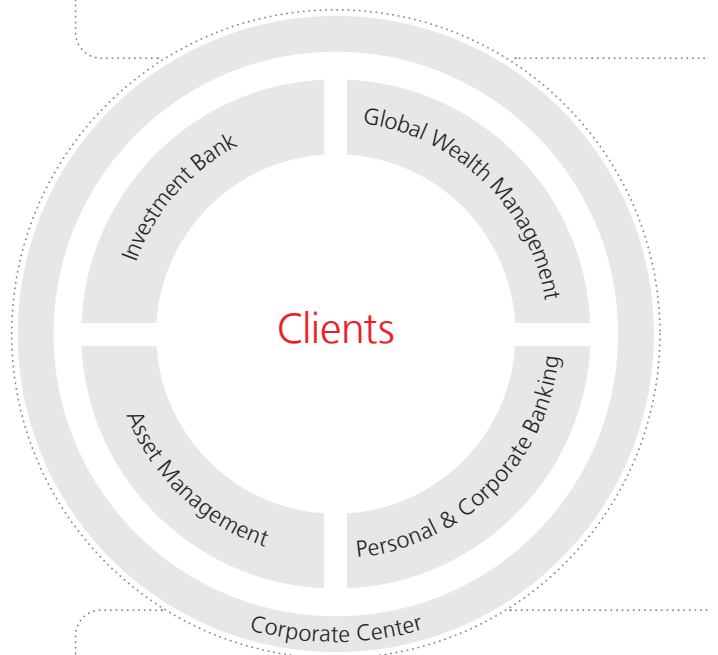 Investment Bank
Global Wealth Management
Clients
Asset Management
Personal & Corporate Banking
Corporate Center